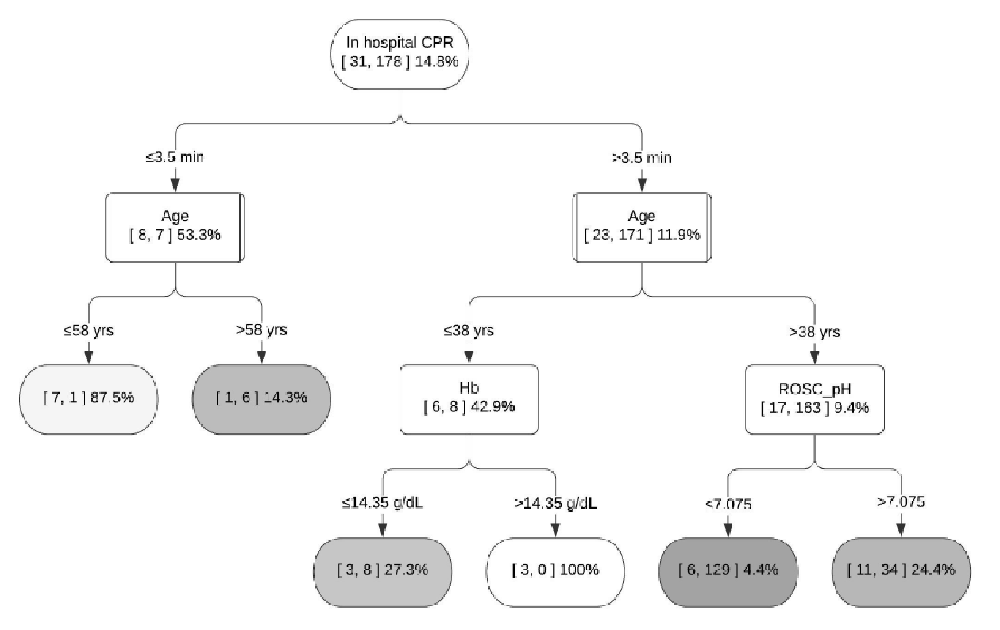 In hospital CPR
[ 31, 178 ] 14.8%
≤3.5 min
>3.5 min
Age
[ 8, 7 ] 53.3%
Age
[ 23, 171 ] 11.9%
≤58 yrs
>58 yrs
≤38 yrs
>38 yrs
[ 7, 1 ] 87.5%
[ 1, 6 ] 14.3%
Hb
[ 6, 8 ] 42.9%
ROSC_pH
[ 17, 163 ] 9.4%
≤14.35 g/dL
>14.35 g/dL
≤7.075
>7.075
[ 3, 8 ] 27.3%
[ 3, 0 ] 100%
[ 6, 129 ] 4.4%
[ 11, 34 ] 24.4%